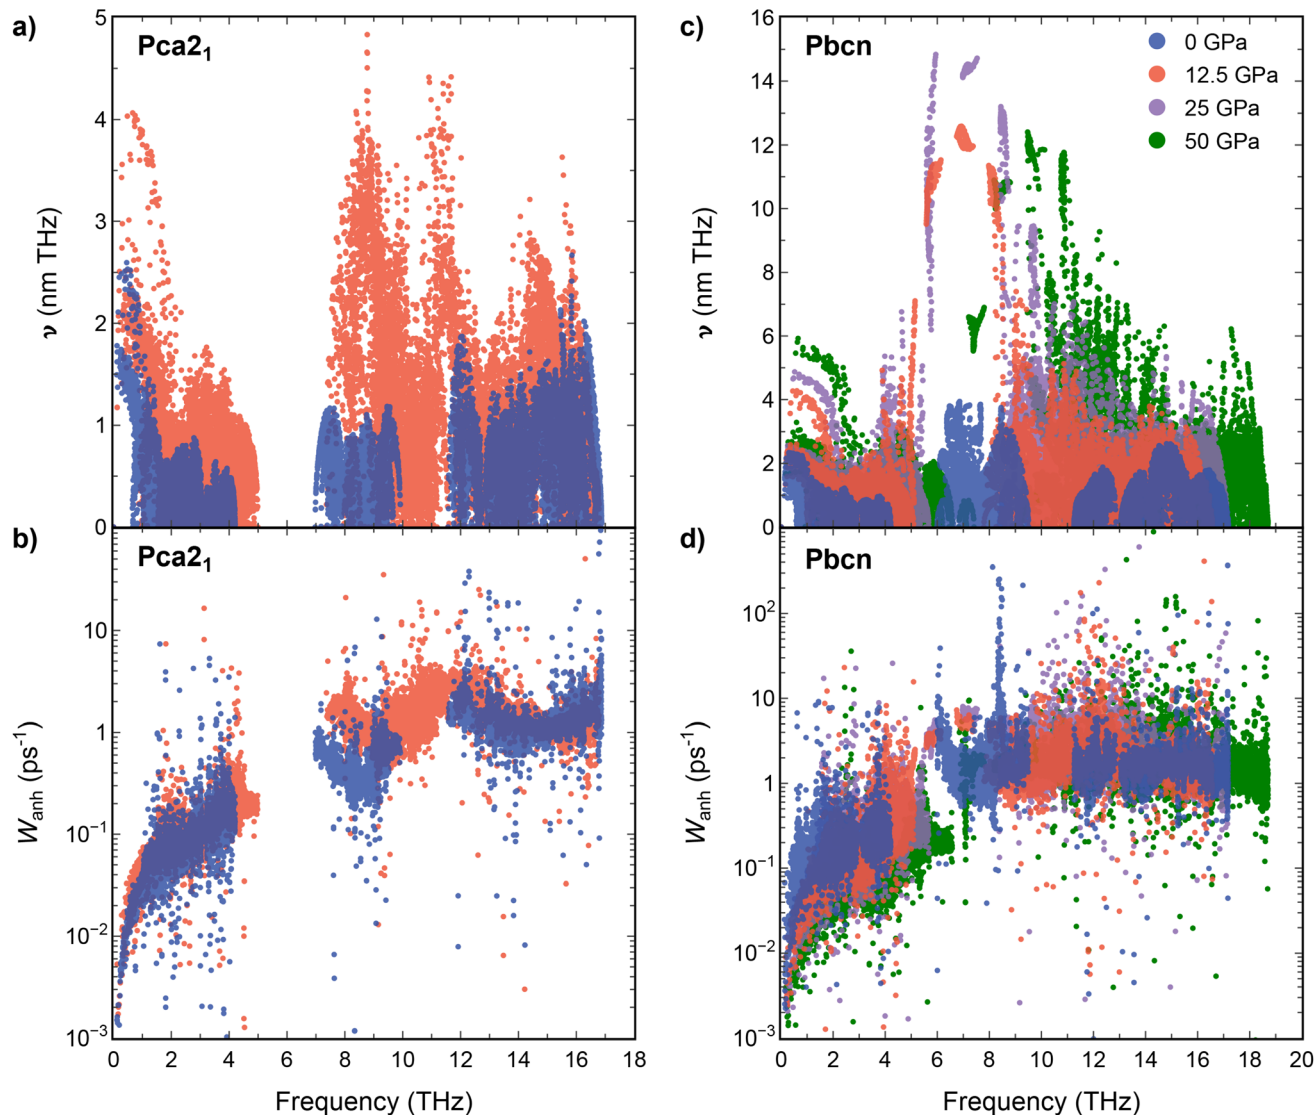 a)
Pca2₁
5
4
3
2
1
0
ν (nm THz)
b)
Pca2₁
10
1
10⁻¹
10⁻²
10⁻³
Wanh (ps⁻¹)
0 2 4 6 8 10 12 14 16 18
Frequency (THz)
c)
Pbcn
0 GPa
12.5 GPa
25 GPa
50 GPa
16
14
12
10
8
6
4
2
0
ν (nm THz)
d)
Pbcn
10²
10
1
10⁻¹
10⁻²
10⁻³
Wanh (ps⁻¹)
0 2 4 6 8 10 12 14 16 18 20
Frequency (THz)